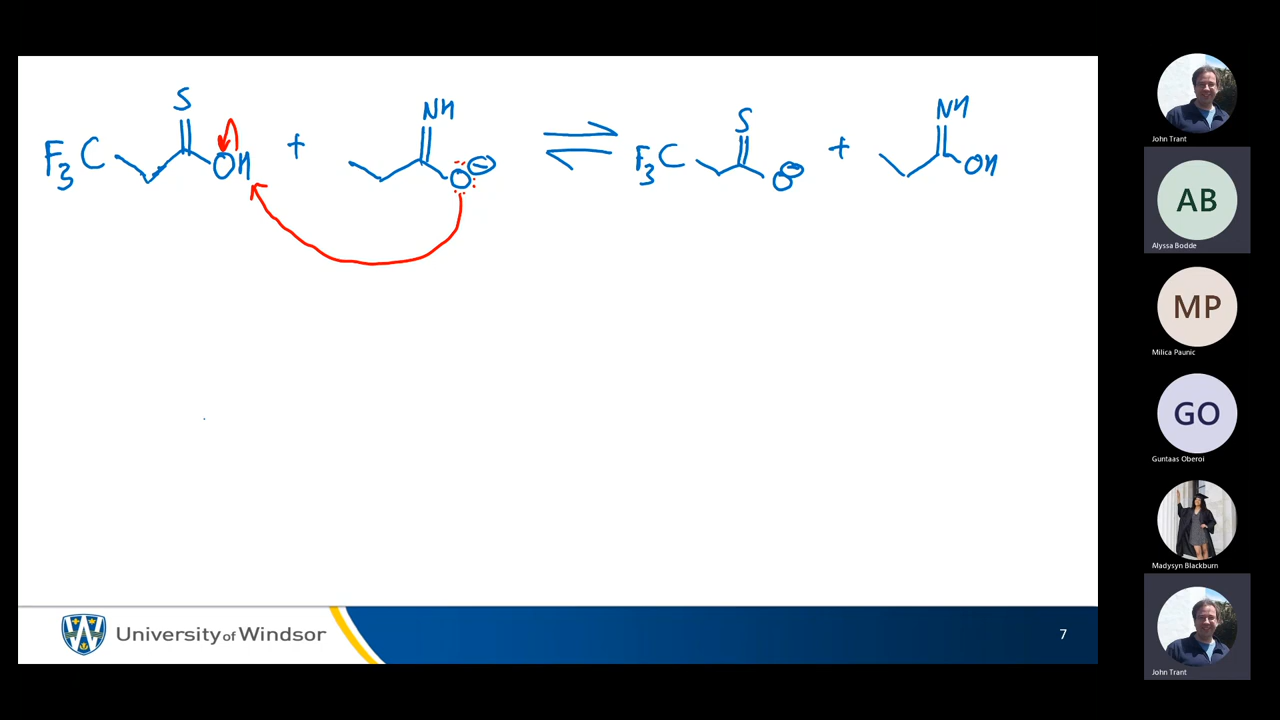 S NH S NH
F3C OH + O⊖ ⇌ F3C O⊖ + OH
John Trant
AB
Alyssa Bodde
MP
Milica Paunic
GO
Guntaas Oberoi
Madysyn Blackburn
John Trant
University of Windsor
7